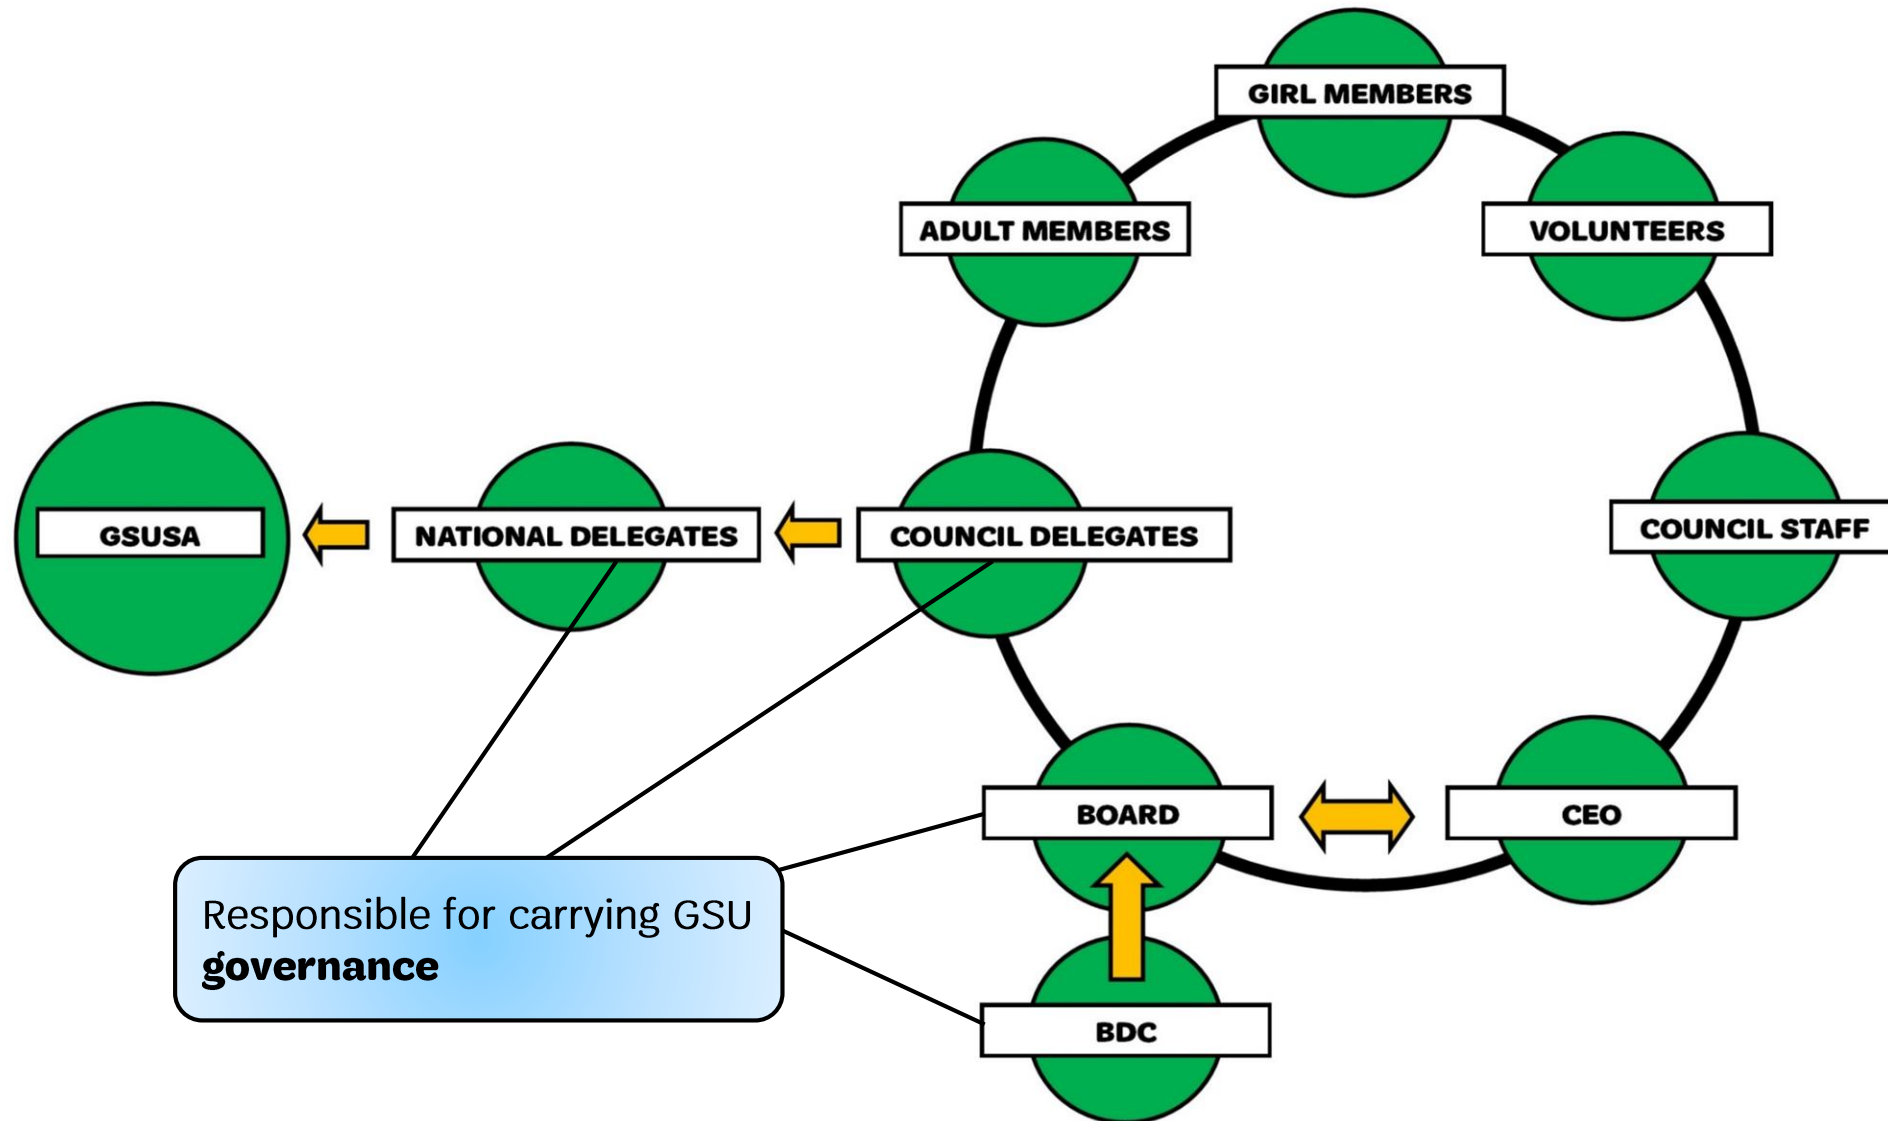 GIRL MEMBERS
ADULT MEMBERS
VOLUNTEERS
GSUSA
NATIONAL DELEGATES
COUNCIL DELEGATES
COUNCIL STAFF
BOARD
CEO
Responsible for carrying GSU
governance
BDC